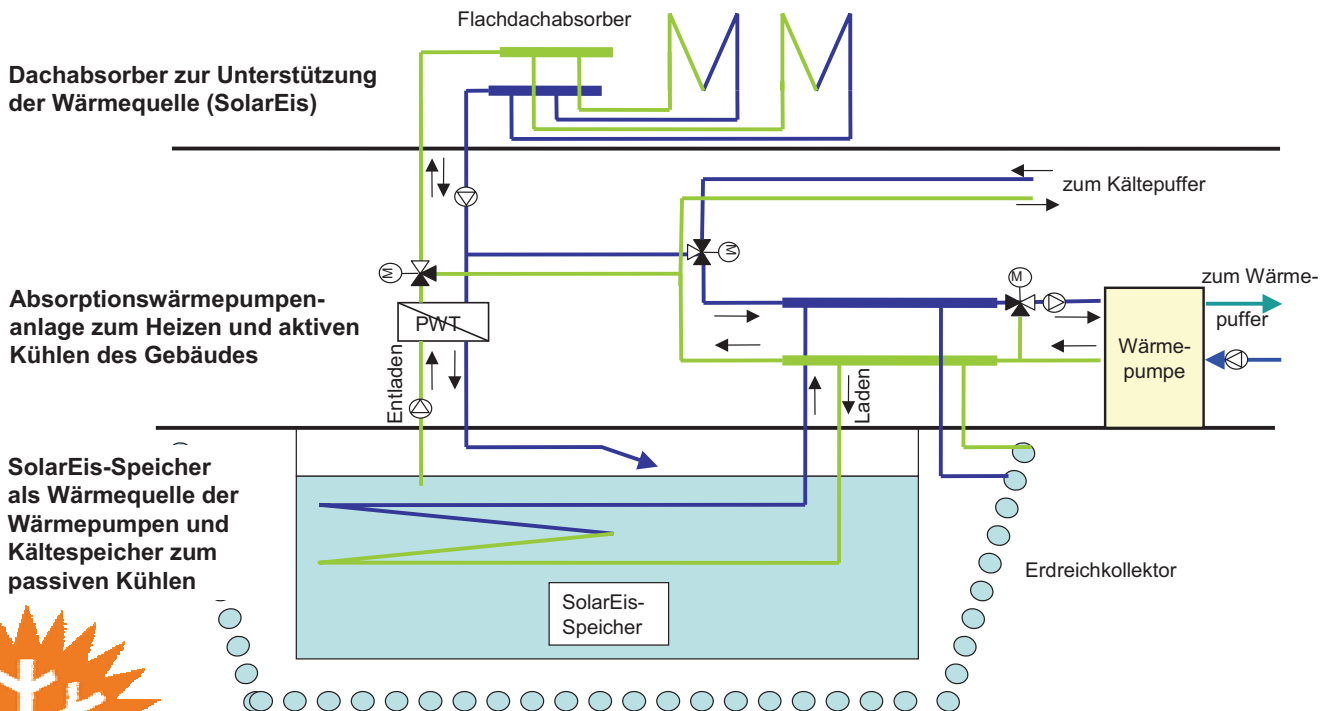 Flachdachabsorber
Dachabsorber zur Unterstützung
der Wärmequelle (SolarEis)
zum Kältepuffer
M
M
M
zum Wärme-
puffer
Absorptionswärmepumpen-
anlage zum Heizen und aktiven
Kühlen des Gebäudes
PWT
Wärme-
pumpe
Entladen
Laden
SolarEis-Speicher
als Wärmequelle der
Wärmepumpen und
Kältespeicher zum
passiven Kühlen
Erdreichkollektor
SolarEis-
Speicher